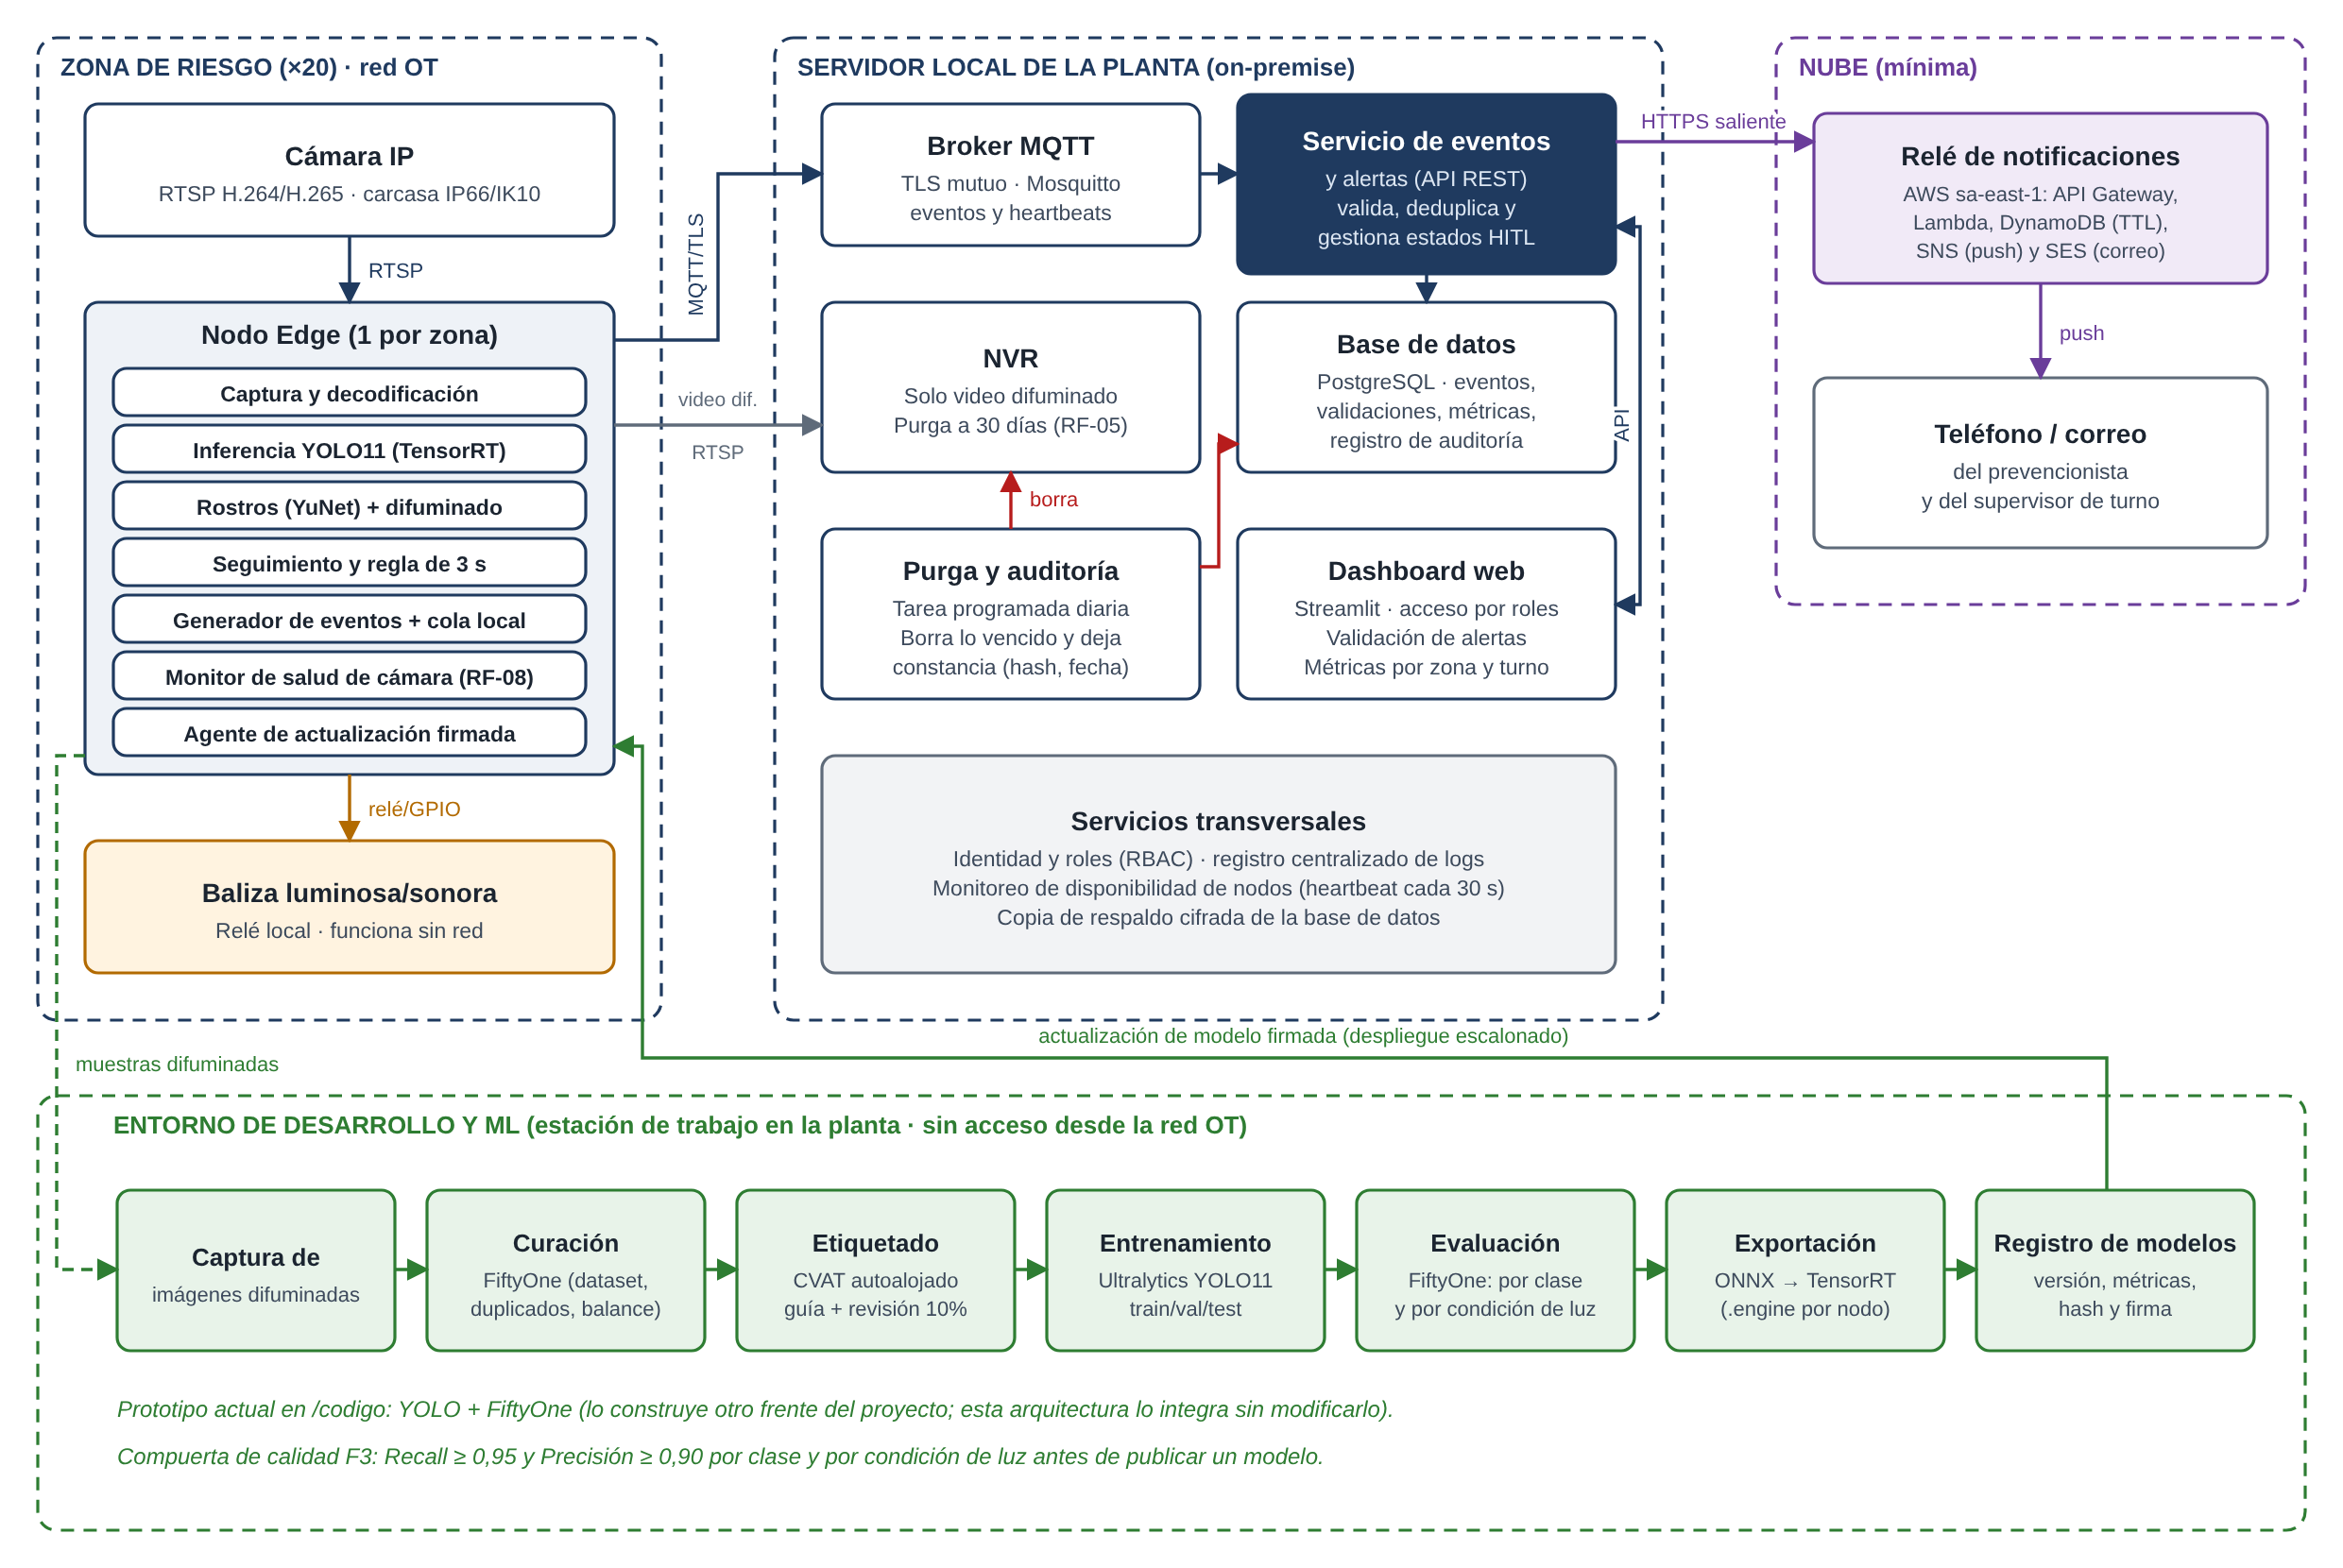 ZONA DE RIESGO (×20) · red OT
Cámara IP
RTSP H.264/H.265 · carcasa IP66/IK10
RTSP
Nodo Edge (1 por zona)
Captura y decodificación
Inferencia YOLO11 (TensorRT)
Rostros (YuNet) + difuminado
Seguimiento y regla de 3 s
Generador de eventos + cola local
Monitor de salud de cámara (RF-08)
Agente de actualización firmada
relé/GPIO
Baliza luminosa/sonora
Relé local · funciona sin red
MQTT/TLS
video dif.
RTSP
SERVIDOR LOCAL DE LA PLANTA (on-premise)
Broker MQTT
TLS mutuo · Mosquitto
eventos y heartbeats
Servicio de eventos
y alertas (API REST)
valida, deduplica y
gestiona estados HITL
NVR
Solo video difuminado
Purga a 30 días (RF-05)
Base de datos
PostgreSQL · eventos,
validaciones, métricas,
registro de auditoría
API
borra
Purga y auditoría
Tarea programada diaria
Borra lo vencido y deja
constancia (hash, fecha)
Dashboard web
Streamlit · acceso por roles
Validación de alertas
Métricas por zona y turno
Servicios transversales
Identidad y roles (RBAC) · registro centralizado de logs
Monitoreo de disponibilidad de nodos (heartbeat cada 30 s)
Copia de respaldo cifrada de la base de datos
HTTPS saliente
NUBE (mínima)
Relé de notificaciones
AWS sa-east-1: API Gateway,
Lambda, DynamoDB (TTL),
SNS (push) y SES (correo)
push
Teléfono / correo
del prevencionista
y del supervisor de turno
actualización de modelo firmada (despliegue escalonado)
muestras difuminadas
ENTORNO DE DESARROLLO Y ML (estación de trabajo en la planta · sin acceso desde la red OT)
Captura de
imágenes difuminadas
Curación
FiftyOne (dataset,
duplicados, balance)
Etiquetado
CVAT autoalojado
guía + revisión 10%
Entrenamiento
Ultralytics YOLO11
train/val/test
Evaluación
FiftyOne: por clase
y por condición de luz
Exportación
ONNX → TensorRT
(.engine por nodo)
Registro de modelos
versión, métricas,
hash y firma
Prototipo actual en /codigo: YOLO + FiftyOne (lo construye otro frente del proyecto; esta arquitectura lo integra sin modificarlo).
Compuerta de calidad F3: Recall ≥ 0,95 y Precisión ≥ 0,90 por clase y por condición de luz antes de publicar un modelo.